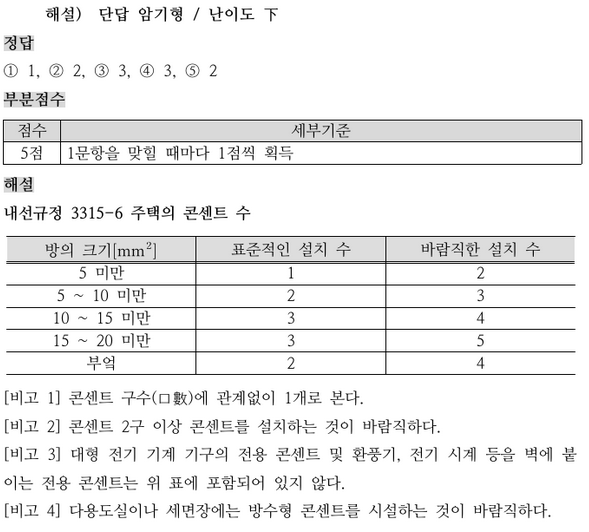 해설) 단답 암기형 / 난이도 下
정답
① 1, ② 2, ③ 3, ④ 3, ⑤ 2
부분점수
점수 세부기준
5점 1문항을 맞힐 때마다 1점씩 획득
해설
내선규정 3315-6 주택의 콘센트 수
방의 크기[mm²] 표준적인 설치 수 바람직한 설치 수
5 미만 1 2
5 ~ 10 미만 2 3
10 ~ 15 미만 3 4
15 ~ 20 미만 3 5
부엌 2 4
[비고 1] 콘센트 구수(口數)에 관계없이 1개로 본다.
[비고 2] 콘센트 2구 이상 콘센트를 설치하는 것이 바람직하다.
[비고 3] 대형 전기 기계 기구의 전용 콘센트 및 환풍기, 전기 시계 등을 벽에 붙
이는 전용 콘센트는 위 표에 포함되어 있지 않다.
[비고 4] 다용도실이나 세면장에는 방수형 콘센트를 시설하는 것이 바람직하다.